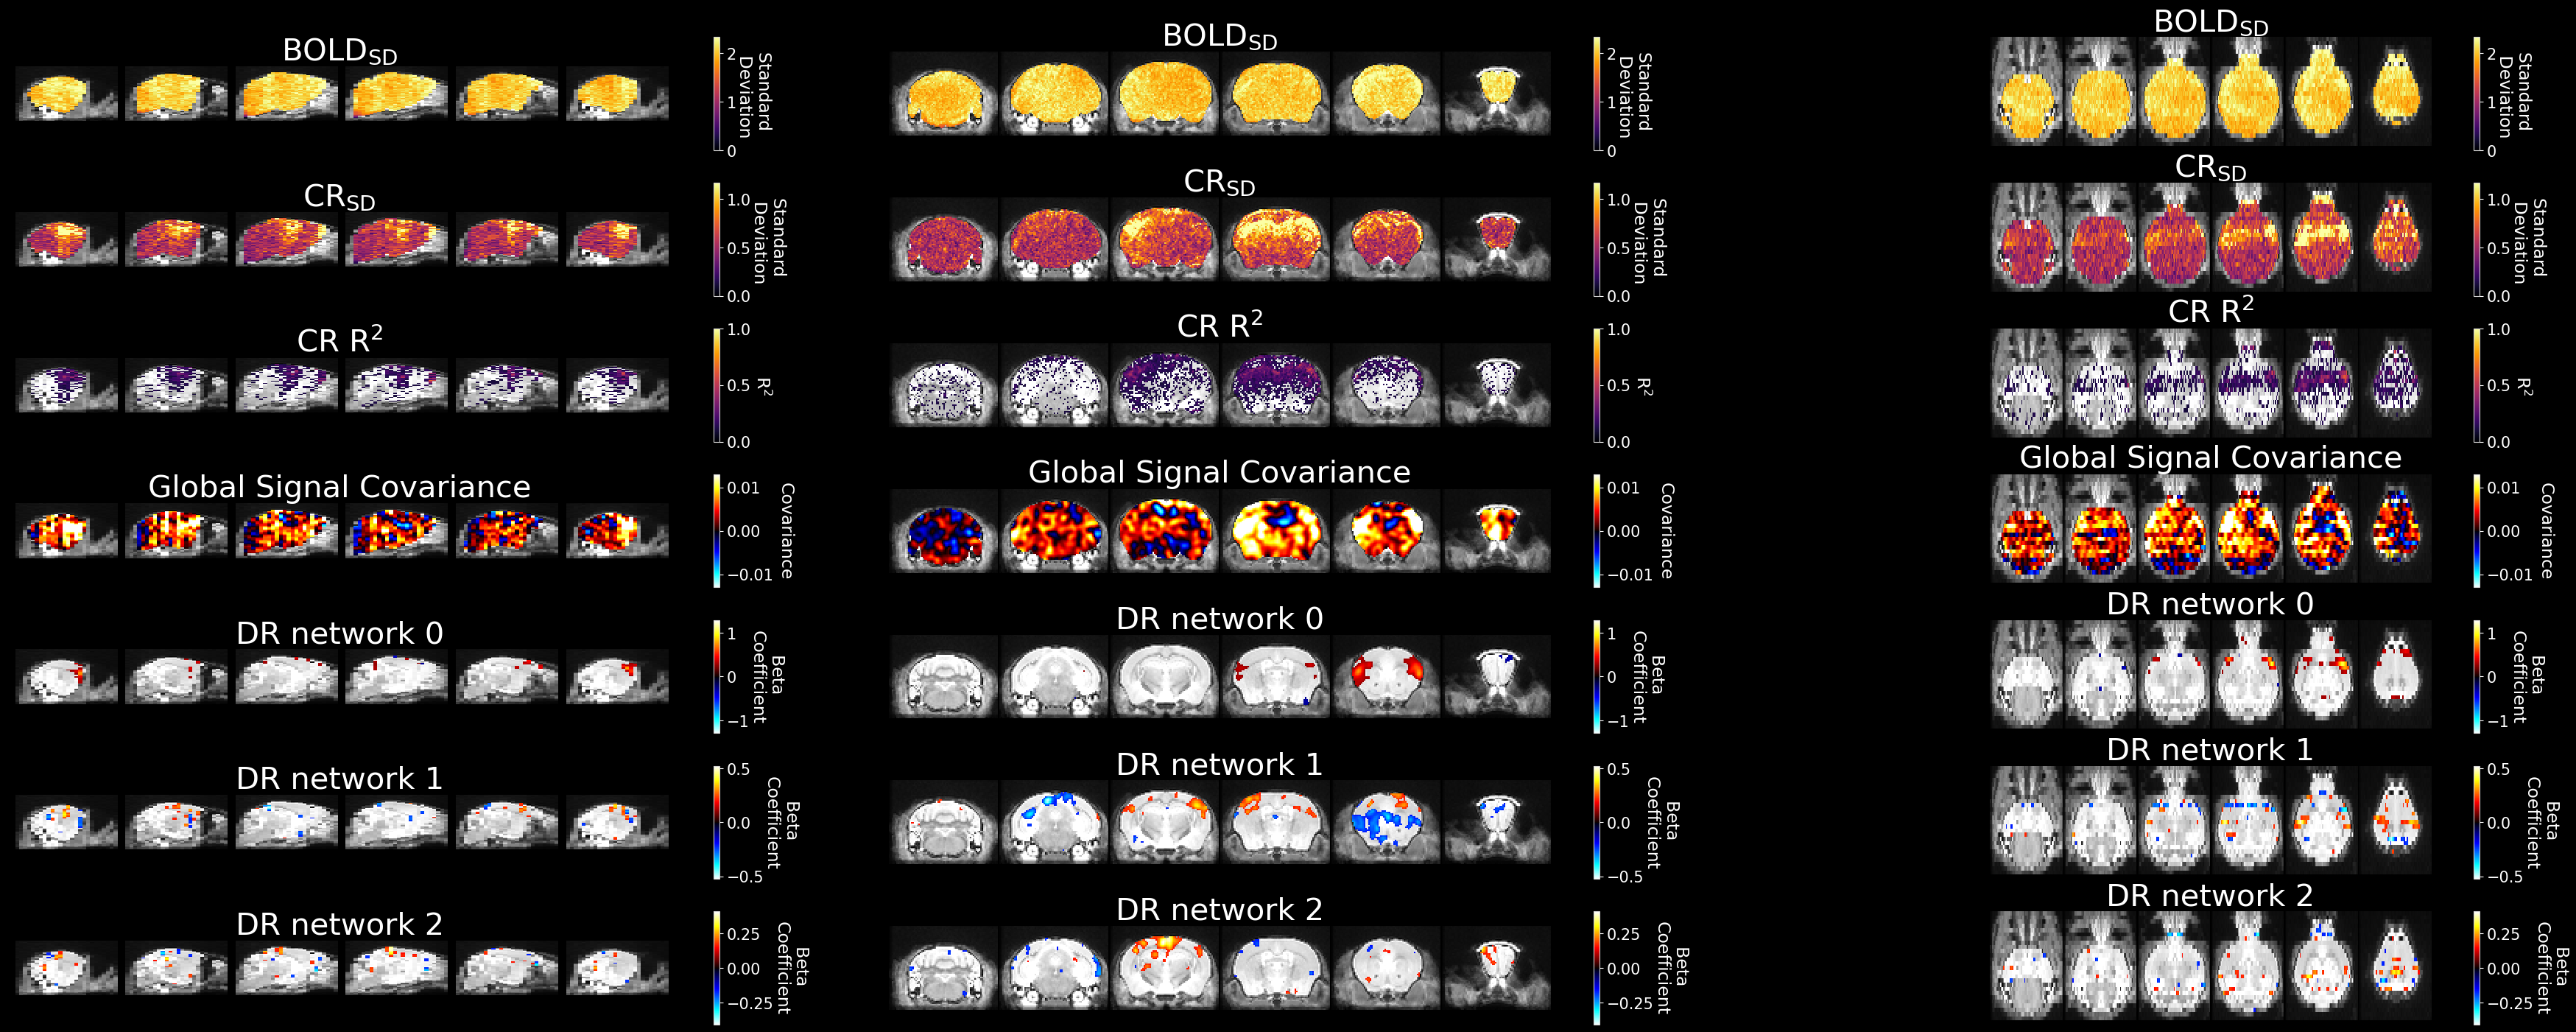 BOLD_SD
2
1
0
Standard
Deviation
BOLD_SD
2
1
0
Standard
Deviation
BOLD_SD
2
1
0
Standard
Deviation
CR_SD
1.0
0.5
0.0
Standard
Deviation
CR_SD
1.0
0.5
0.0
Standard
Deviation
CR_SD
1.0
0.5
0.0
Standard
Deviation
CR R²
1.0
0.5
0.0
R²
CR R²
1.0
0.5
0.0
R²
CR R²
1.0
0.5
0.0
R²
Global Signal Covariance
0.01
0.00
−0.01
Covariance
Global Signal Covariance
0.01
0.00
−0.01
Covariance
Global Signal Covariance
0.01
0.00
−0.01
Covariance
DR network 0
1
0
−1
Beta
Coefficient
DR network 0
1
0
−1
Beta
Coefficient
DR network 0
1
0
−1
Beta
Coefficient
DR network 1
0.5
0.0
−0.5
Beta
Coefficient
DR network 1
0.5
0.0
−0.5
Beta
Coefficient
DR network 1
0.5
0.0
−0.5
Beta
Coefficient
DR network 2
0.25
0.00
−0.25
Beta
Coefficient
DR network 2
0.25
0.00
−0.25
Beta
Coefficient
DR network 2
0.25
0.00
−0.25
Beta
Coefficient